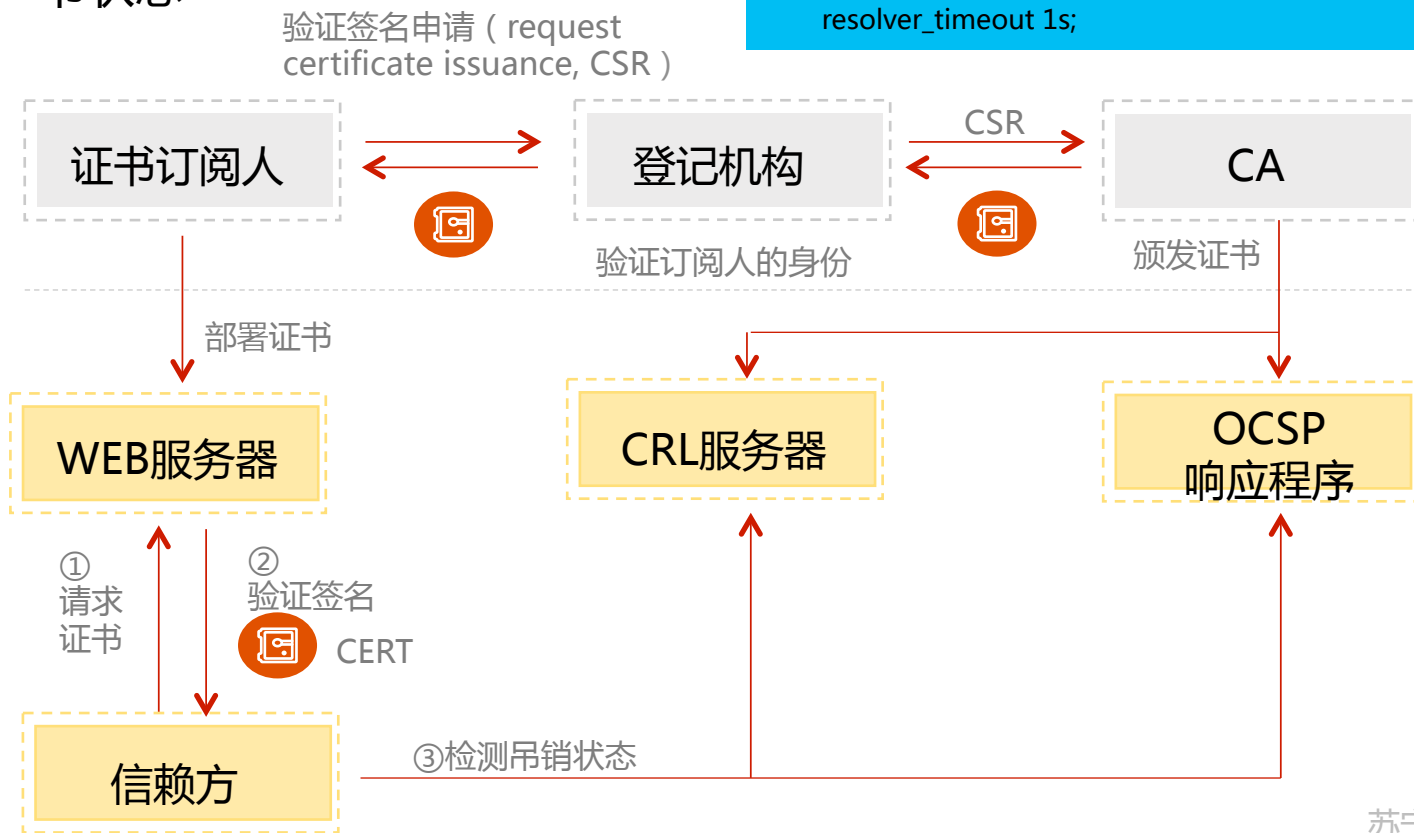 resolver_timeout 1s;
验证签名申请（request
certificate issuance, CSR）
证书订阅人
登记机构
CSR
CA
验证订阅人的身份
颁发证书
部署证书
WEB服务器
CRL服务器
OCSP
响应程序
①
请求
证书
②
验证签名
CERT
信赖方
③检测吊销状态